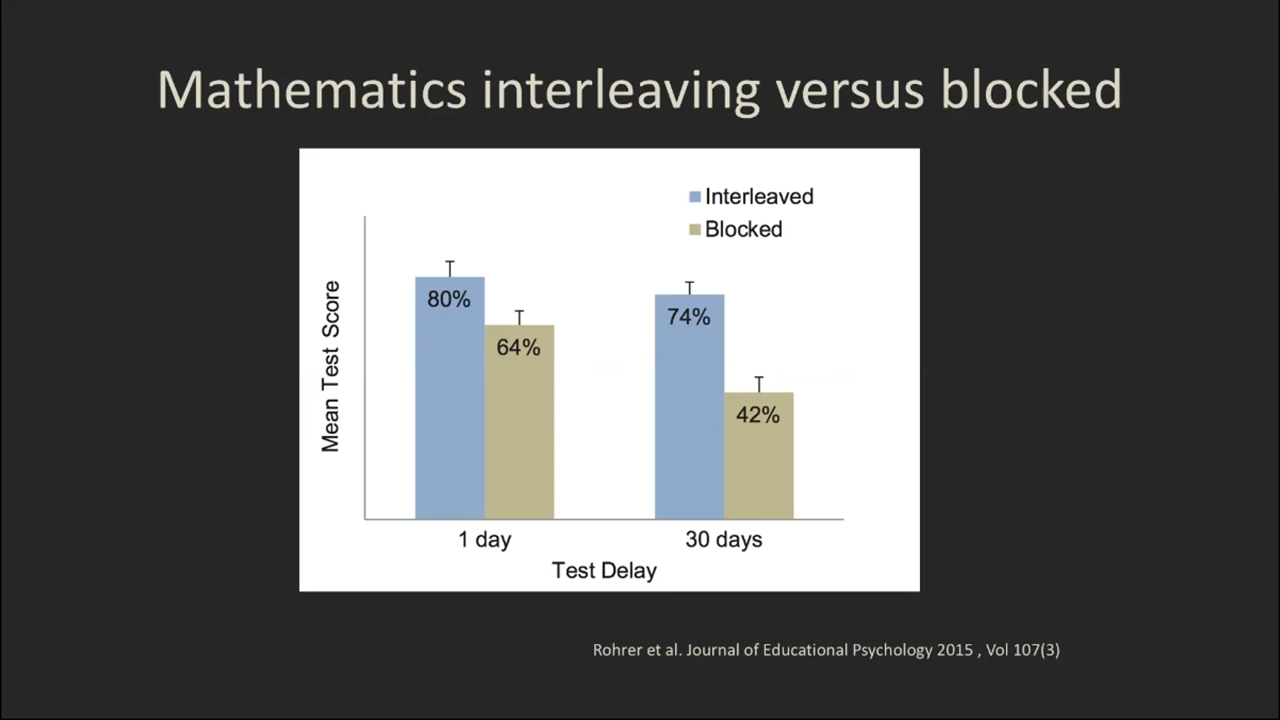 Mathematics interleaving versus blocked
Interleaved
Blocked
Mean Test Score
80%
64%
74%
42%
1 day
30 days
Test Delay
Rohrer et al. Journal of Educational Psychology 2015 , Vol 107(3)